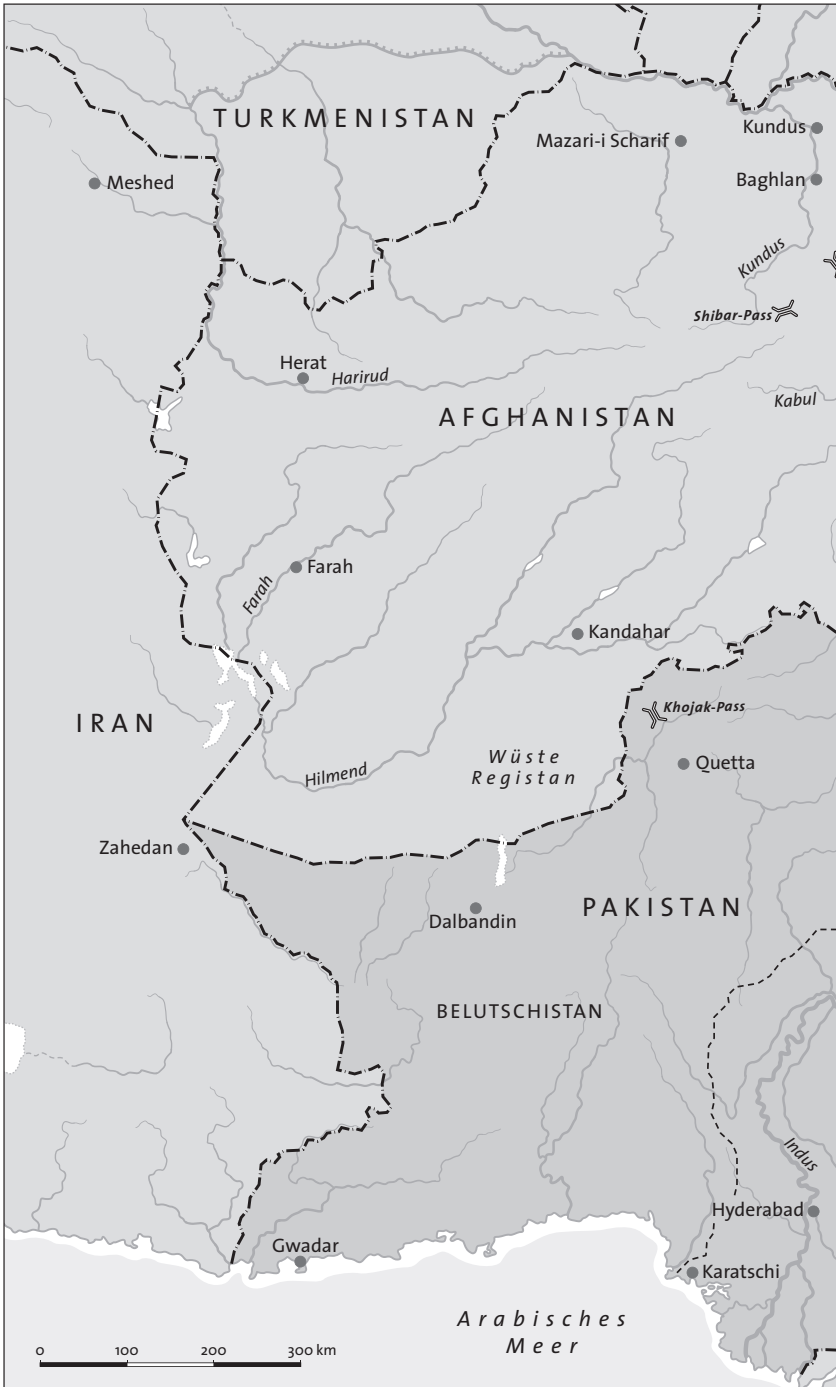 TURKMENISTAN
Kundus
Mazari-i Scharif
Meshed
Baghlan
Kundus
Shibar-Pass
Herat
Harirud
Kabul
AFGHANISTAN
Farah
Farah
Kandahar
IRAN
Khojak-Pass
Wüste
Registan
Quetta
Hilmend
Zahedan
PAKISTAN
Dalbandin
BELUTSCHISTAN
Indus
Hyderabad
Gwadar
Karatschi
Arabisches
Meer
0 100 200 300 km